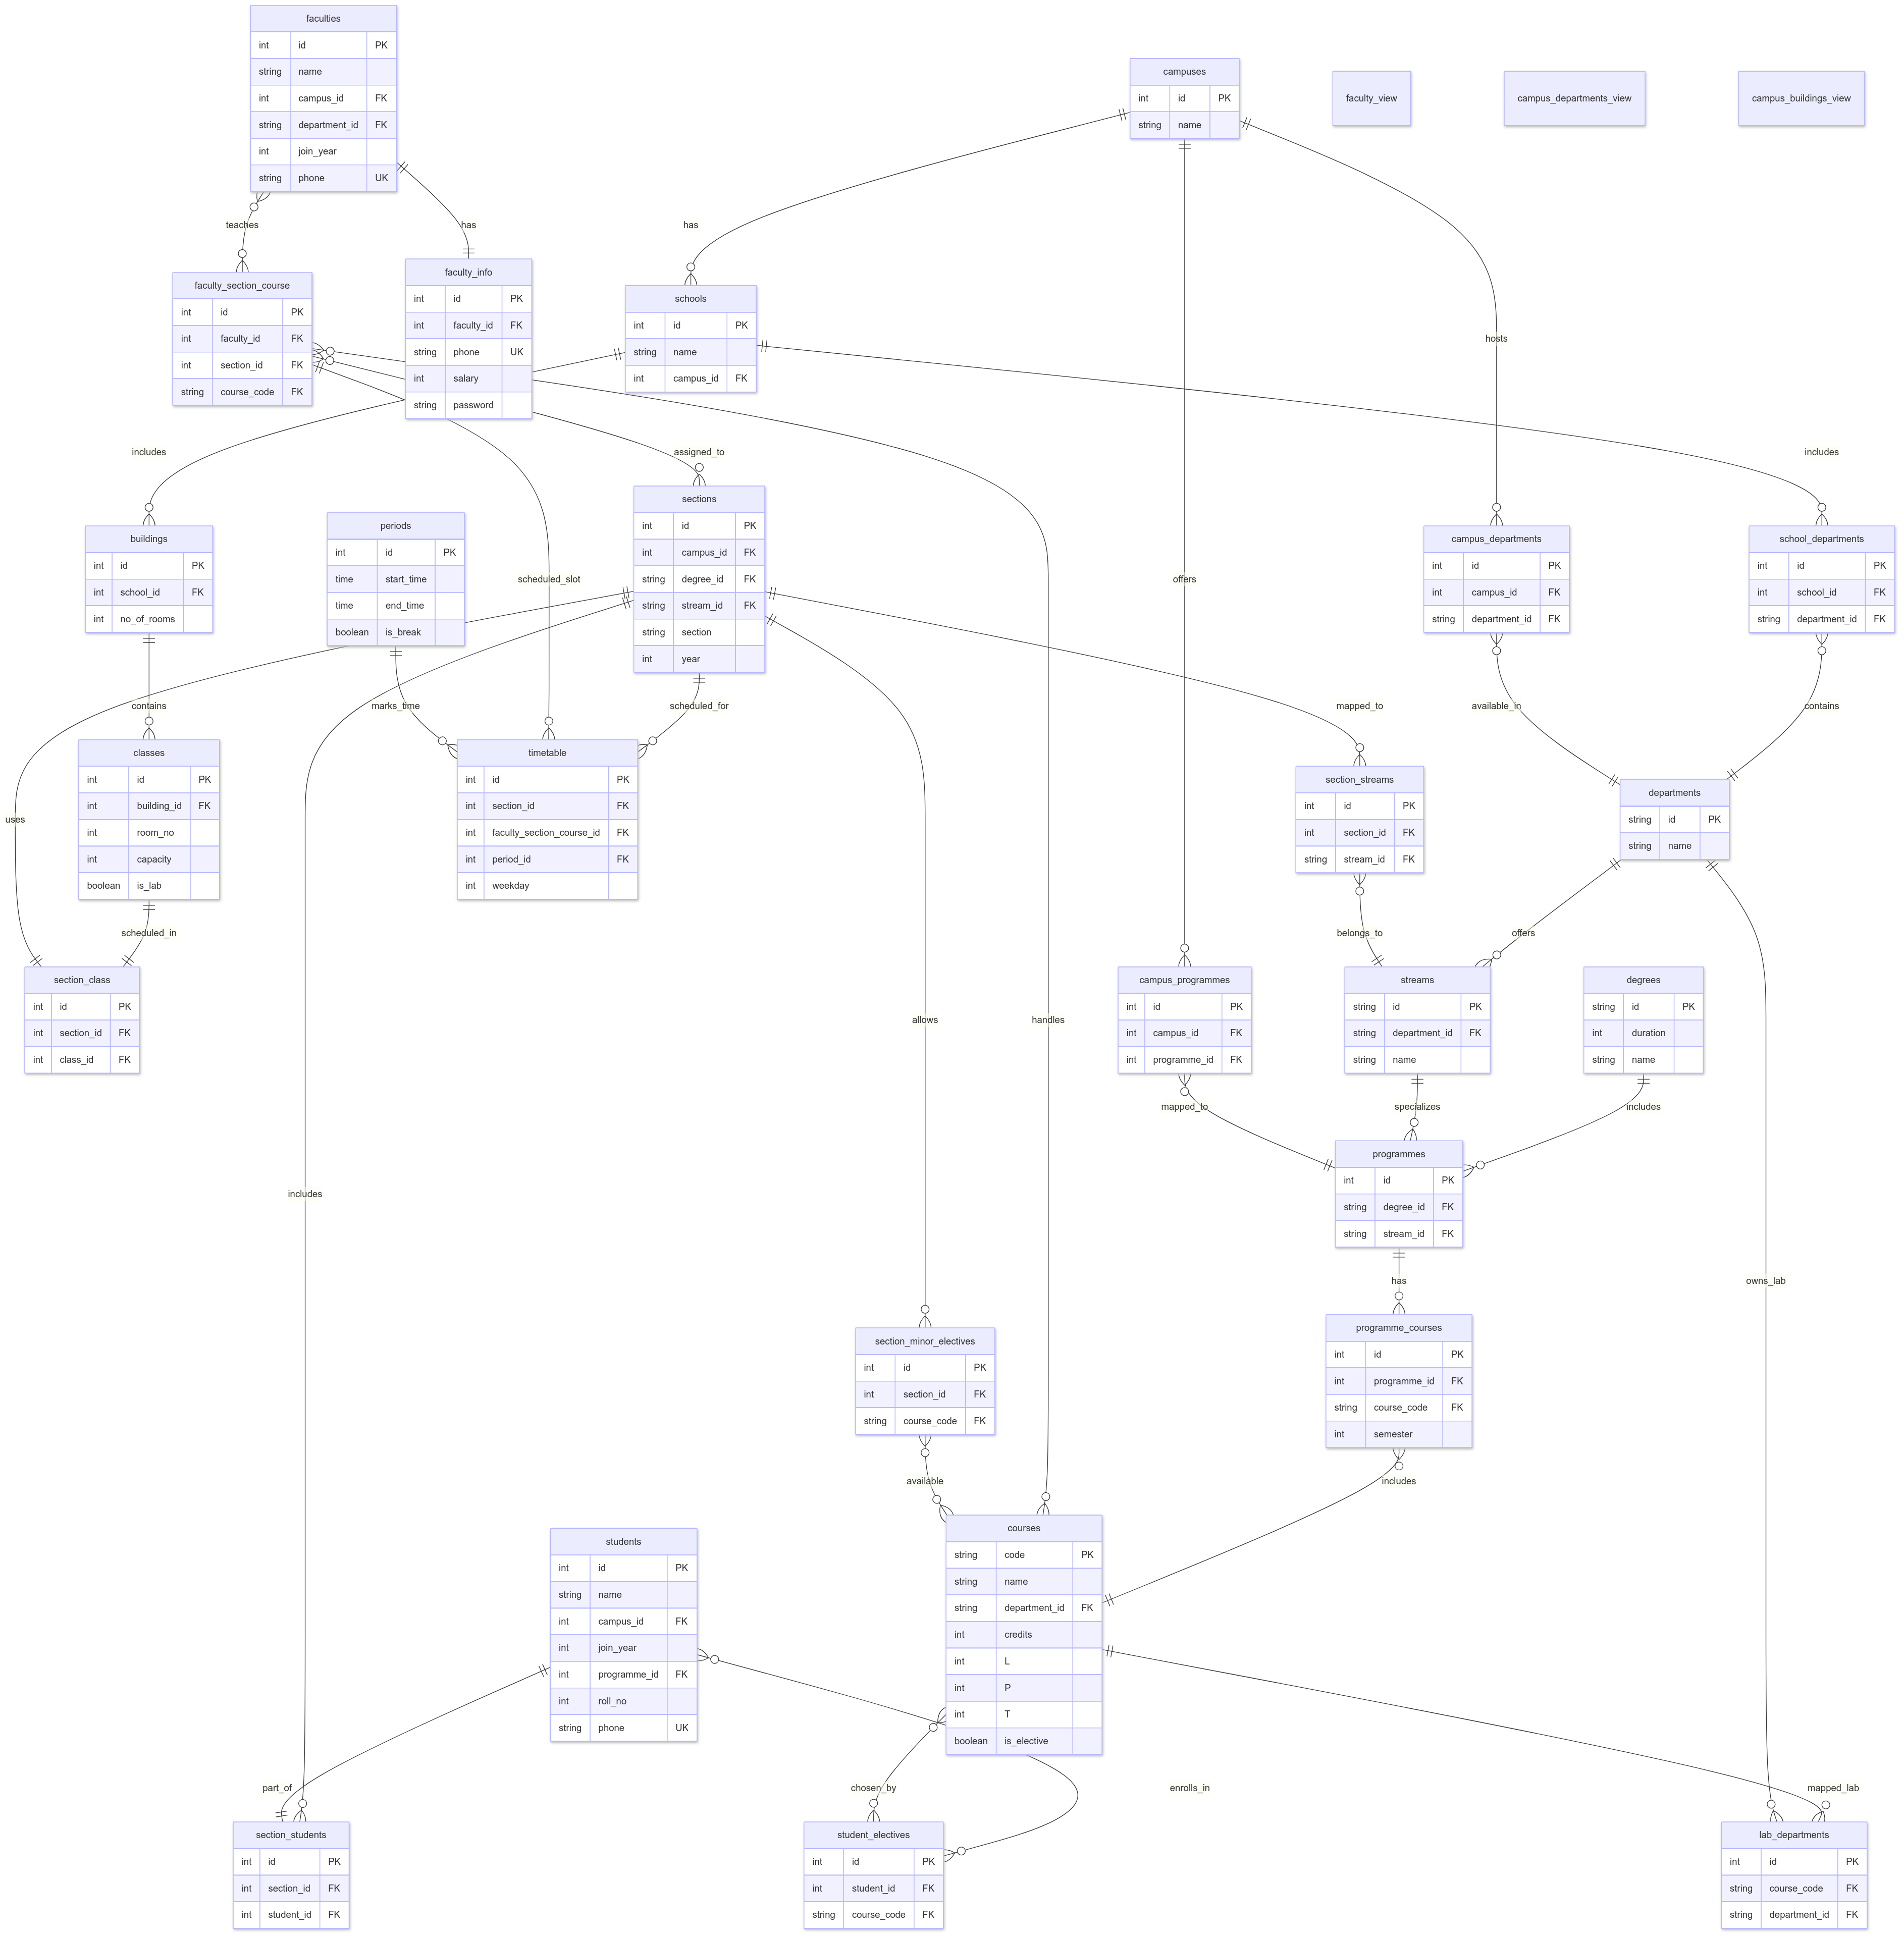 faculties
int id PK
string name
int campus_id FK
string department_id FK
int join_year
string phone UK
campuses
int id PK
string name
faculty_view
campus_departments_view
campus_buildings_view
teaches
has
has
faculty_section_course
int id PK
int faculty_id FK
int section_id FK
string course_code FK
faculty_info
int id PK
int faculty_id FK
string phone UK
int salary
string password
schools
int id PK
string name
int campus_id FK
hosts
includes
assigned_to
includes
buildings
int id PK
int school_id FK
int no_of_rooms
periods
int id PK
time start_time
time end_time
boolean is_break
scheduled_slot
sections
int id PK
int campus_id FK
string degree_id FK
string stream_id FK
string section
int year
offers
campus_departments
int id PK
int campus_id FK
string department_id FK
school_departments
int id PK
int school_id FK
string department_id FK
contains
marks_time
scheduled_for
mapped_to
available_in
contains
uses
classes
int id PK
int building_id FK
int room_no
int capacity
boolean is_lab
timetable
int id PK
int section_id FK
int faculty_section_course_id FK
int period_id FK
int weekday
section_streams
int id PK
int section_id FK
string stream_id FK
departments
string id PK
string name
scheduled_in
belongs_to
offers
section_class
int id PK
int section_id FK
int class_id FK
allows
handles
campus_programmes
int id PK
int campus_id FK
int programme_id FK
streams
string id PK
string department_id FK
string name
degrees
string id PK
int duration
string name
mapped_to
specializes
includes
programmes
int id PK
string degree_id FK
string stream_id FK
includes
has
owns_lab
section_minor_electives
int id PK
int section_id FK
string course_code FK
programme_courses
int id PK
int programme_id FK
string course_code FK
int semester
available
includes
students
int id PK
string name
int campus_id FK
int join_year
int programme_id FK
int roll_no
string phone UK
courses
string code PK
string name
string department_id FK
int credits
int L
int P
int T
boolean is_elective
part_of
chosen_by
enrolls_in
mapped_lab
section_students
int id PK
int section_id FK
int student_id FK
student_electives
int id PK
int student_id FK
string course_code FK
lab_departments
int id PK
string course_code FK
string department_id FK